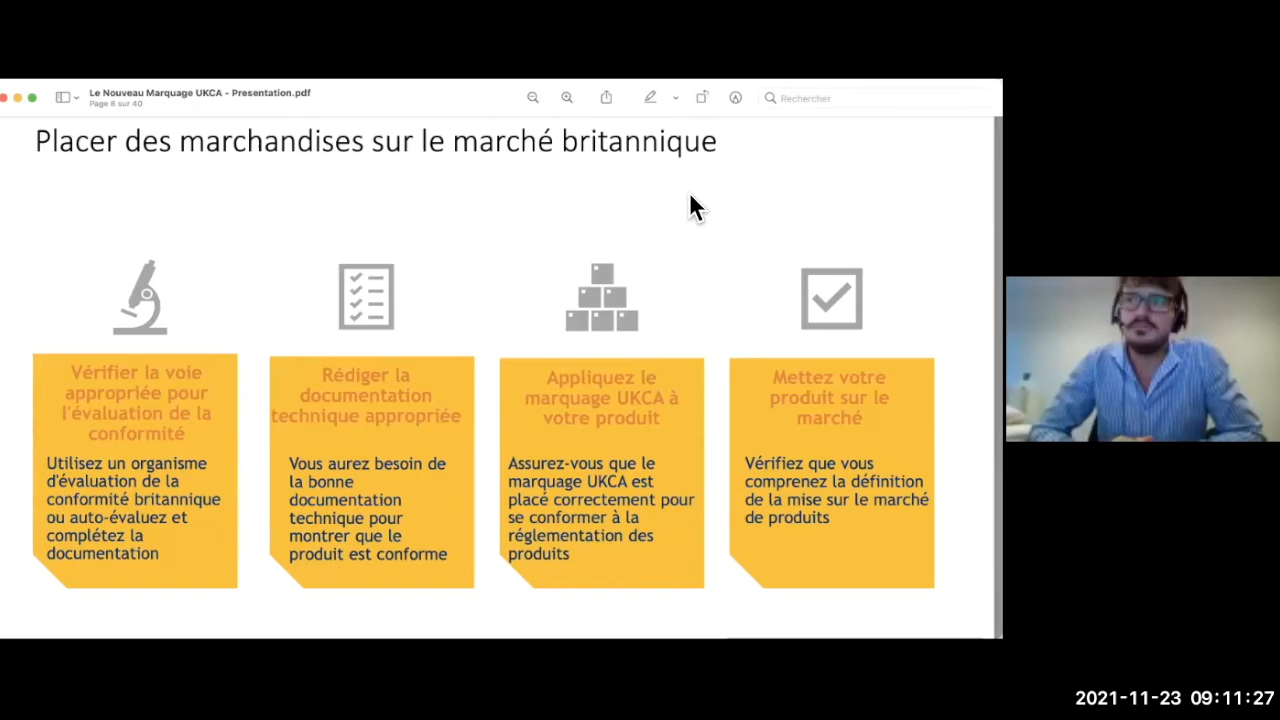 Le Nouveau Marquage UKCA - Presentation.pdf
Page 8 sur 40
Rechercher
Placer des marchandises sur le marché britannique
Vérifier la voie
appropriée pour
l'évaluation de la
conformité
Utilisez un organisme
d'évaluation de la
conformité britannique
ou auto-évaluez et
complétez la
documentation
Rédiger la
documentation
technique appropriée
Vous aurez besoin de
la bonne
documentation
technique pour
montrer que le
produit est conforme
Appliquez le
marquage UKCA à
votre produit
Assurez-vous que le
marquage UKCA est
placé correctement pour
se conformer à la
réglementation des
produits
Mettez votre
produit sur le
marché
Vérifiez que vous
comprenez la définition
de la mise sur le marché
de produits
2021-11-23 09:11:27